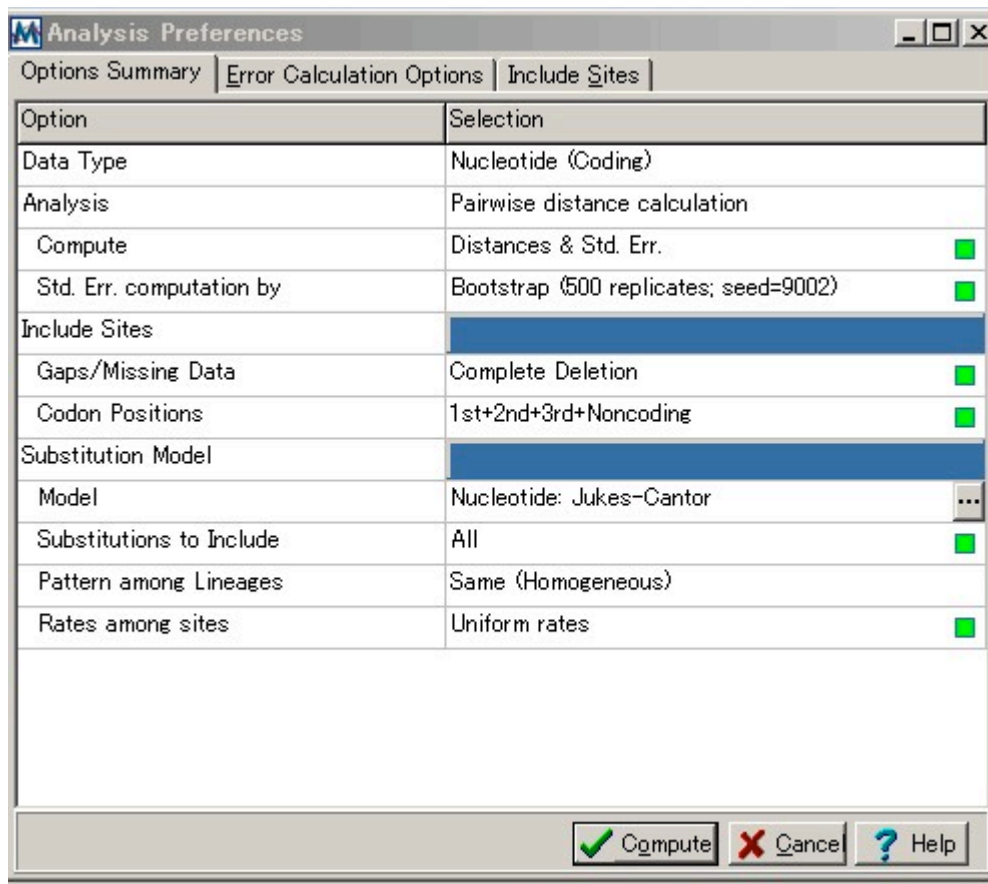 Analysis Preferences
Options Summary Error Calculation Options Include Sites
Option Selection
Data Type Nucleotide (Coding)
Analysis Pairwise distance calculation
Compute Distances & Std. Err.
Std. Err. computation by Bootstrap (500 replicates; seed=9002)
Include Sites
Gaps/Missing Data Complete Deletion
Codon Positions 1st+2nd+3rd+Noncoding
Substitution Model
Model Nucleotide: Jukes-Cantor ...
Substitutions to Include All
Pattern among Lineages Same (Homogeneous)
Rates among sites Uniform rates
Compute Cancel Help